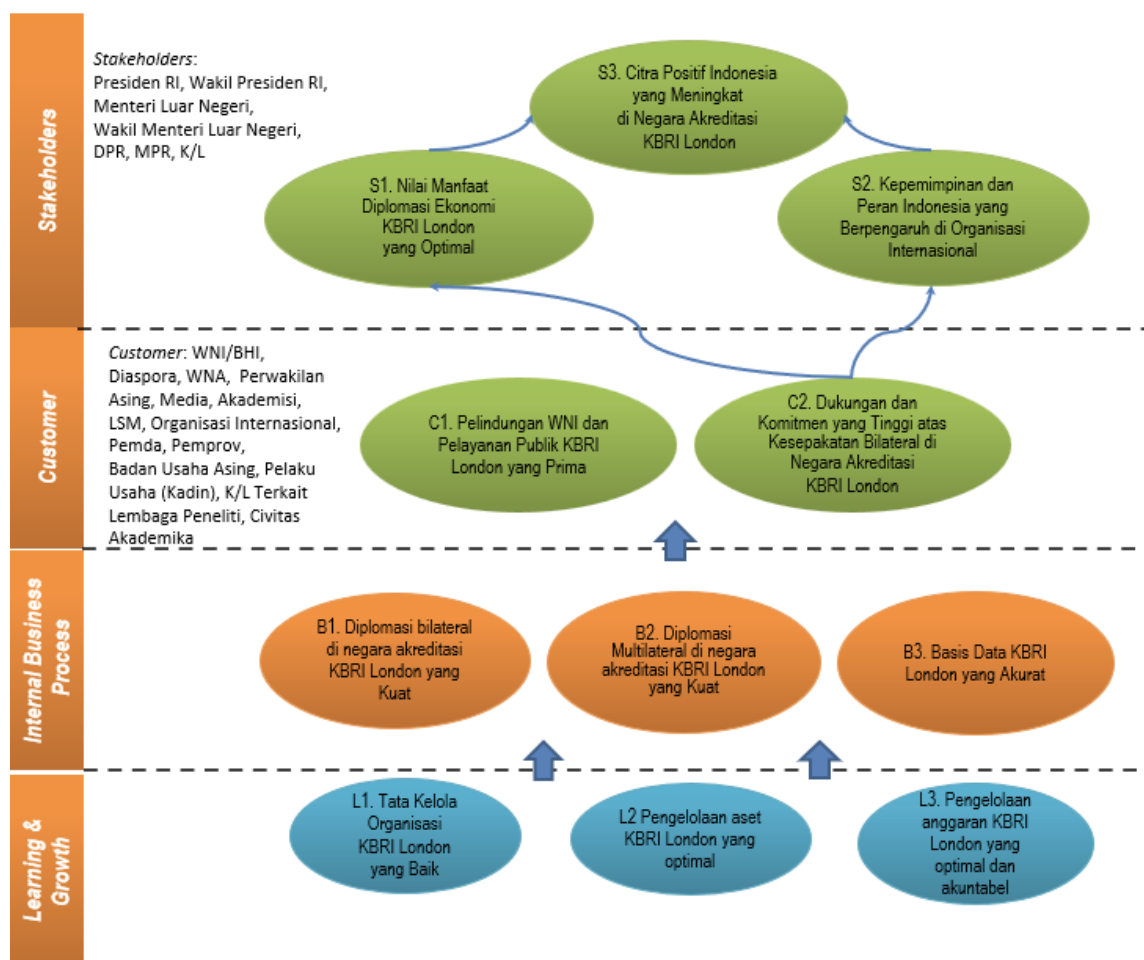 Stakeholders
Stakeholders:
Presiden RI, Wakil Presiden RI,
Menteri Luar Negeri,
Wakil Menteri Luar Negeri,
DPR, MPR, K/L
S3. Citra Positif Indonesia
yang Meningkat
di Negara Akreditasi
KBRI London
S1. Nilai Manfaat
Diplomasi Ekonomi
KBRI London
yang Optimal
S2. Kepemimpinan dan
Peran Indonesia yang
Berpengaruh di Organisasi
Internasional
Customer
Customer: WNI/BHI,
Diaspora, WNA, Perwakilan
Asing, Media, Akademisi,
LSM, Organisasi Internasional,
Pemda, Pemprov,
Badan Usaha Asing, Pelaku
Usaha (Kadin), K/L Terkait
Lembaga Peneliti, Civitas
Akademika
C1. Pelindungan WNI dan
Pelayanan Publik KBRI
London yang Prima
C2. Dukungan dan
Komitmen yang Tinggi atas
Kesepakatan Bilateral di
Negara Akreditasi
KBRI London
Internal Business
Process
B1. Diplomasi bilateral
di negara akreditasi
KBRI London yang
Kuat
B2. Diplomasi
Multilateral di negara
akreditasi KBRI London
yang Kuat
B3. Basis Data KBRI
London yang Akurat
Learning &
Growth
L1. Tata Kelola
Organisasi
KBRI London
yang Baik
L2 Pengelolaan aset
KBRI London yang
optimal
L3. Pengelolaan
anggaran KBRI
London yang
optimal dan
akuntabel